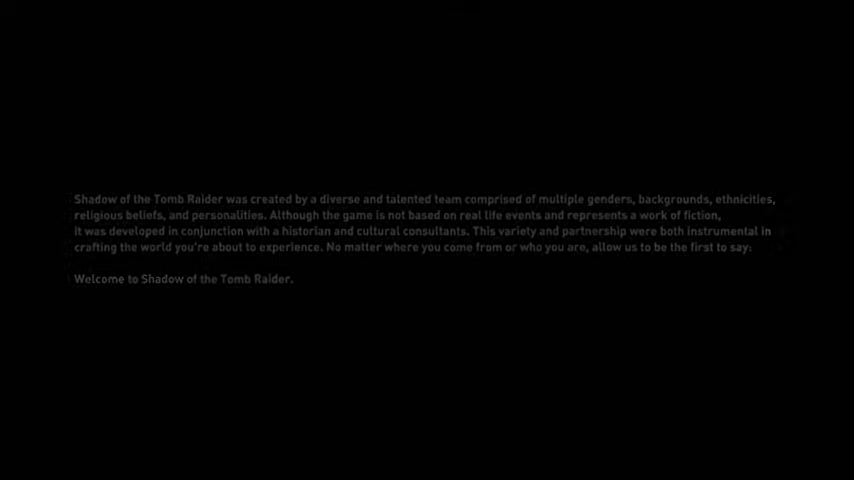 Shadow of the Tomb Raider was created by a diverse and talented team comprised of multiple genders, backgrounds, ethnicities,
religious beliefs, and personalities. Although the game is not based on real life events and represents a work of fiction,
it was developed in conjunction with a historian and cultural consultants. This variety and partnership were both instrumental in
crafting the world you're about to experience. No matter where you come from or who you are, allow us to be the first to say:
Welcome to Shadow of the Tomb Raider.